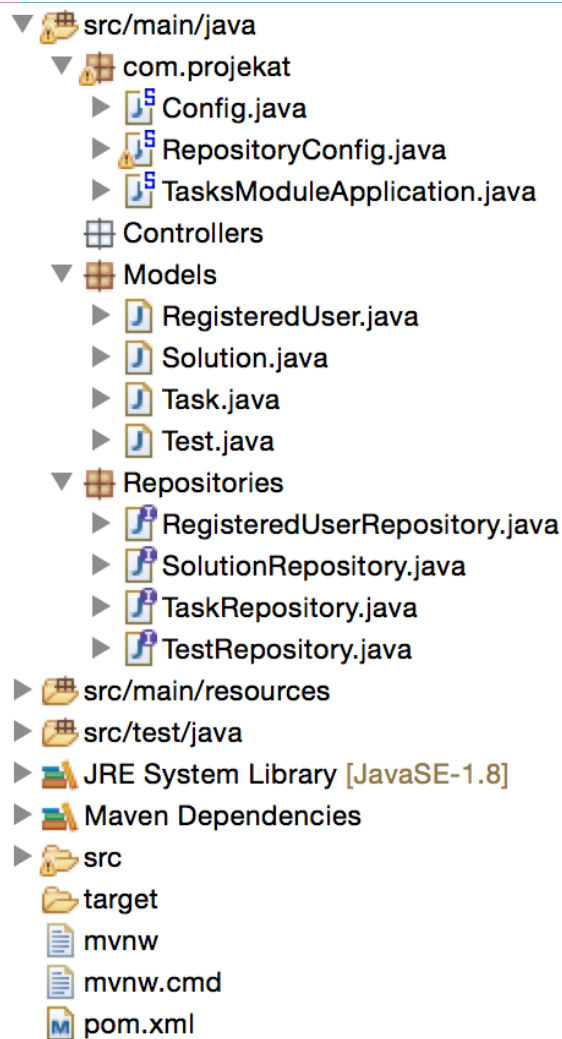 src/main/java
com.projekat
Config.java
RepositoryConfig.java
TasksModuleApplication.java
Controllers
Models
RegisteredUser.java
Solution.java
Task.java
Test.java
Repositories
RegisteredUserRepository.java
SolutionRepository.java
TaskRepository.java
TestRepository.java
src/main/resources
src/test/java
JRE System Library [JavaSE-1.8]
Maven Dependencies
src
target
mvnw
mvnw.cmd
pom.xml